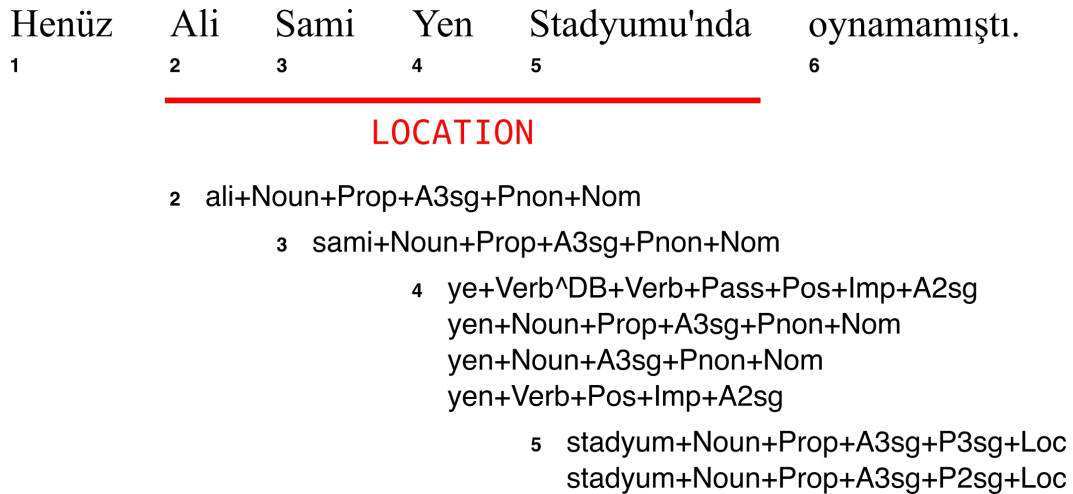 Henüz Ali Sami Yen Stadyumu'nda oynamamıştı.
1 2 3 4 5 6
LOCATION
2 ali+Noun+Prop+A3sg+Pnon+Nom
3 sami+Noun+Prop+A3sg+Pnon+Nom
4 ye+Verb^DB+Verb+Pass+Pos+Imp+A2sg
yen+Noun+Prop+A3sg+Pnon+Nom
yen+Noun+A3sg+Pnon+Nom
yen+Verb+Pos+Imp+A2sg
5 stadyum+Noun+Prop+A3sg+P3sg+Loc
stadyum+Noun+Prop+A3sg+P2sg+Loc